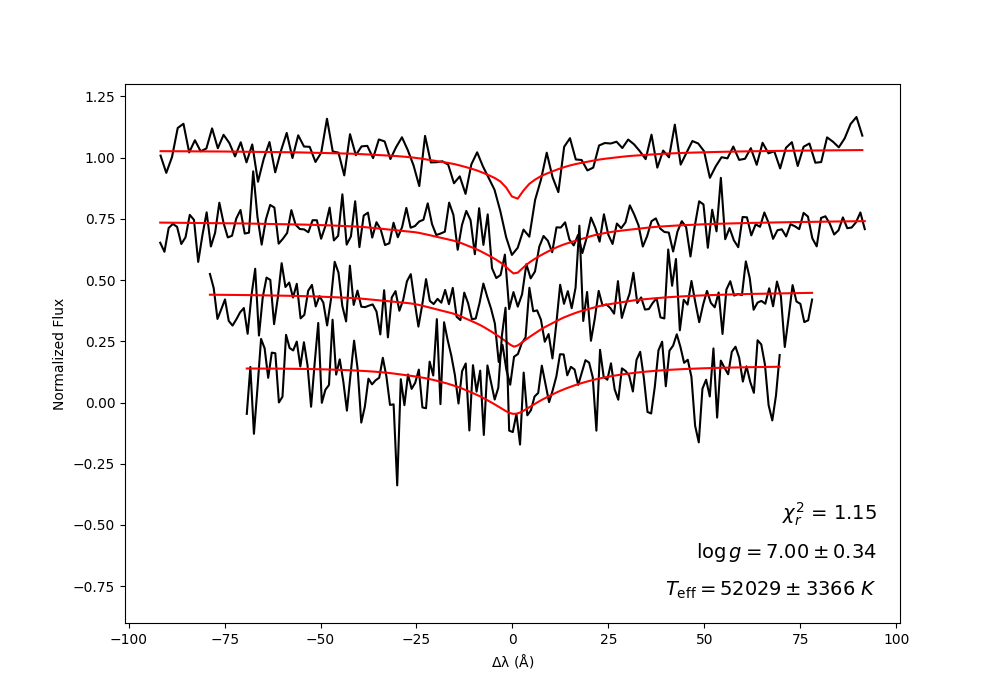 1.25
1.00
0.75
0.50
0.25
0.00
−0.25
−0.50
−0.75
Normalized Flux
χ²ᵣ = 1.15
log g = 7.00 ± 0.34
T_eff = 52029 ± 3366 K
−100 −75 −50 −25 0 25 50 75 100
Δλ (Å)